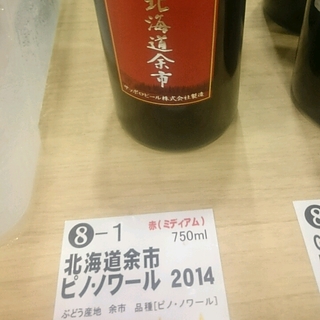 北海道余市
サッポロビール株式会社製造
8-1
赤(ミディアム)
750ml
北海道余市
ピノ・ノワール 2014
ぶどう産地 余市 品種[ピノ・ノワール]
8